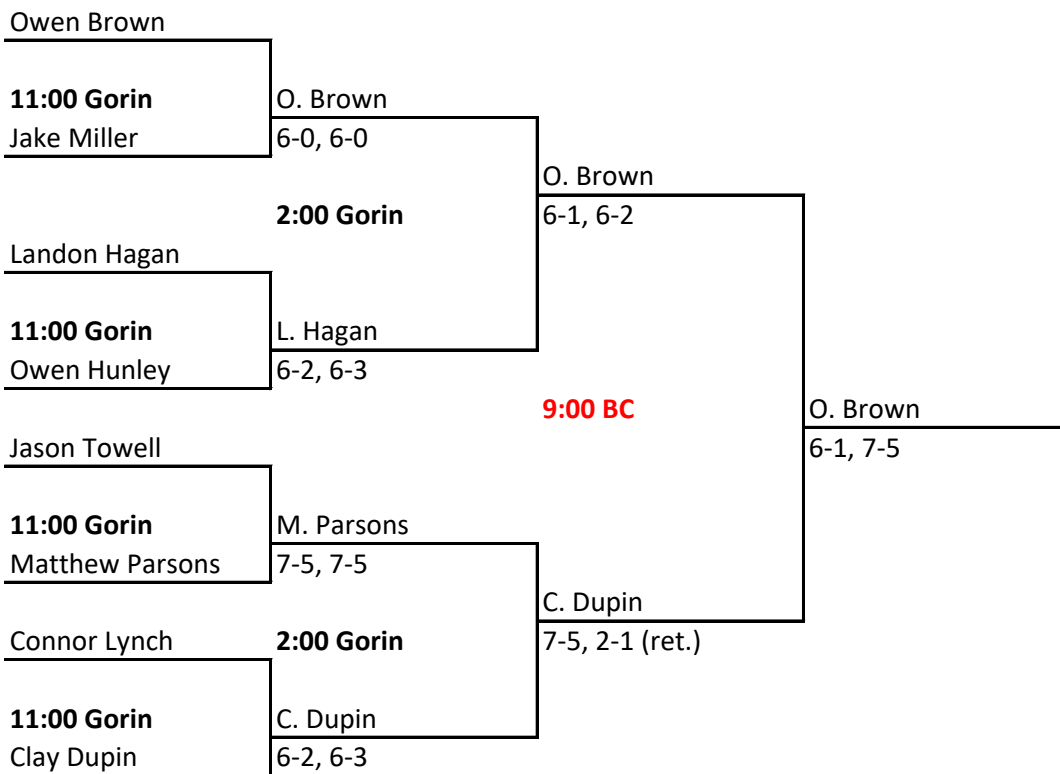 Owen Brown
11:00 Gorin
O. Brown
Jake Miller
6-0, 6-0
O. Brown
2:00 Gorin
6-1, 6-2
Landon Hagan
11:00 Gorin
L. Hagan
Owen Hunley
6-2, 6-3
9:00 BC
O. Brown
Jason Towell
6-1, 7-5
11:00 Gorin
M. Parsons
Matthew Parsons
7-5, 7-5
C. Dupin
Connor Lynch
2:00 Gorin
7-5, 2-1 (ret.)
11:00 Gorin
C. Dupin
Clay Dupin
6-2, 6-3